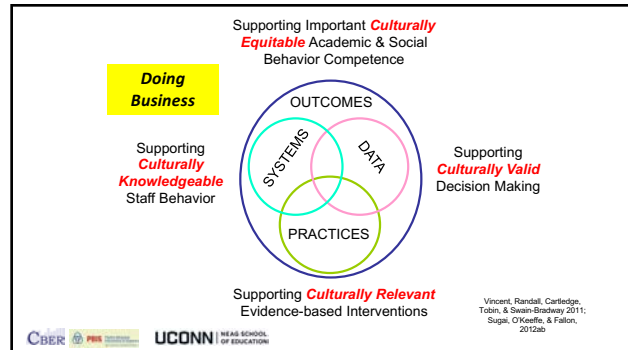 Supporting Important Culturally
Equitable Academic & Social
Behavior Competence
Doing
Business
OUTCOMES
SYSTEMS
DATA
Supporting
Culturally
Knowledgeable
Staff Behavior
Supporting
Culturally Valid
Decision Making
PRACTICES
Supporting Culturally Relevant
Evidence-based Interventions
Vincent, Randall, Cartledge,
Tobin, & Swain-Bradway 2011;
Sugai, O'Keeffe, & Fallon,
2012ab
CBER
PBIS
UCONN
NEAG SCHOOL
OF EDUCATION